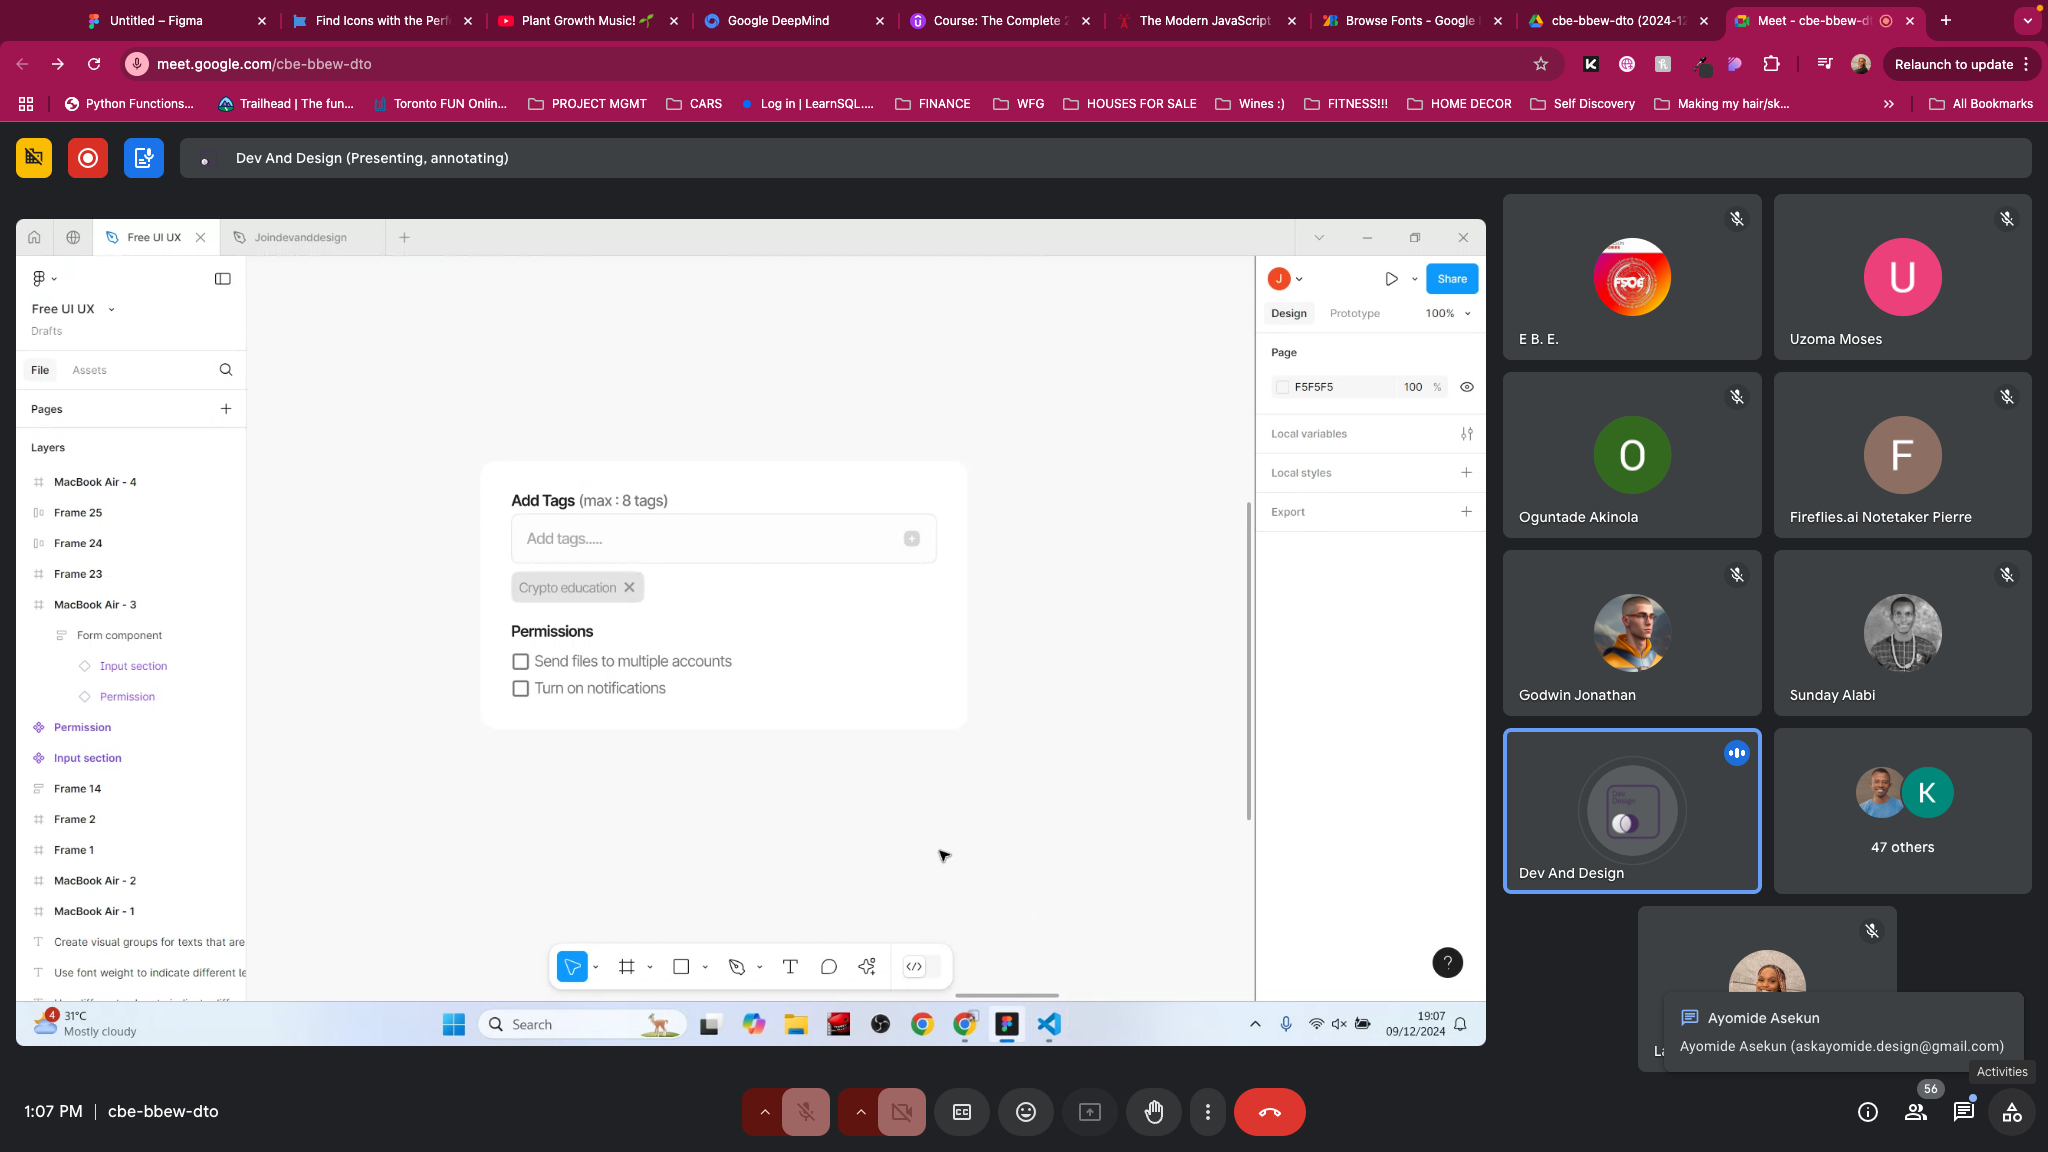 Untitled – Figma
Find Icons with the Perf
Plant Growth Music!
Google DeepMind
Course: The Complete 2
The Modern JavaScript
Browse Fonts - Google
cbe-bbew-dto (2024-12
Meet - cbe-bbew-dt
meet.google.com/cbe-bbew-dto
Relaunch to update
Python Functions...
Trailhead | The fun...
Toronto FUN Onlin...
PROJECT MGMT
CARS
Log in | LearnSQL....
FINANCE
WFG
HOUSES FOR SALE
Wines :)
FITNESS!!!
HOME DECOR
Self Discovery
Making my hair/sk...
All Bookmarks
Dev And Design (Presenting, annotating)
Free UI UX
Joindevanddesign
Free UI UX
Drafts
File
Assets
Pages
Layers
MacBook Air - 4
Frame 25
Frame 24
Frame 23
MacBook Air - 3
Form component
Input section
Permission
Permission
Input section
Frame 14
Frame 2
Frame 1
MacBook Air - 2
MacBook Air - 1
Create visual groups for texts that are
Use font weight to indicate different le
Add Tags (max : 8 tags)
Add tags.....
Crypto education
Permissions
Send files to multiple accounts
Turn on notifications
J
Share
Design
Prototype
100%
Page
F5F5F5
100
%
Local variables
Local styles
Export
?
4
31°C
Mostly cloudy
Search
19:07
09/12/2024
FSOE
E B. E.
U
Uzoma Moses
O
Oguntade Akinola
F
Fireflies.ai Notetaker Pierre
Godwin Jonathan
Sunday Alabi
Dev
Design
Dev And Design
K
47 others
Ayomide Asekun
Ayomide Asekun (askayomide.design@gmail.com)
Activities
1:07 PM
cbe-bbew-dto
56